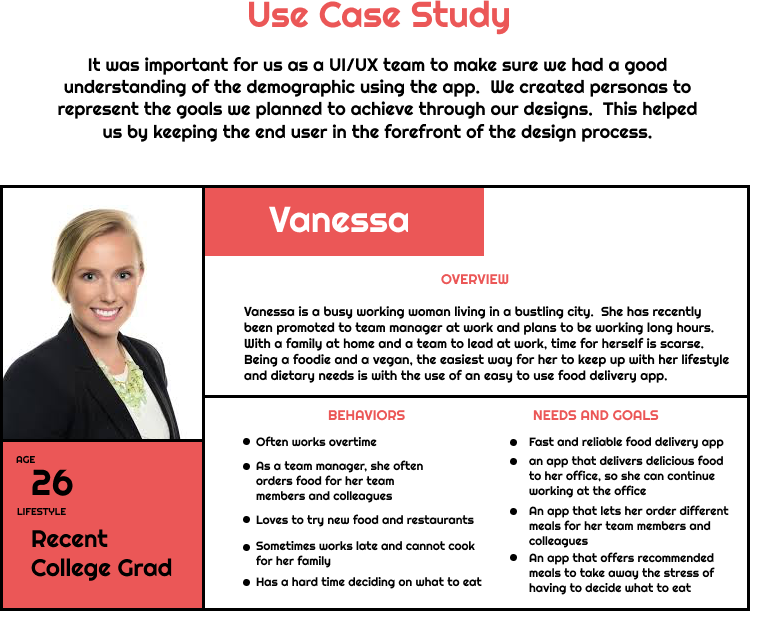 Use Case Study
It was important for us as a UI/UX team to make sure we had a good
understanding of the demographic using the app.  We created personas to
represent the goals we planned to achieve through our designs.  This helped
us by keeping the end user in the forefront of the design process.
Vanessa
OVERVIEW
Vanessa is a busy working woman living in a bustling city.  She has recently
been promoted to team manager at work and plans to be working long hours.
With a family at home and a team to lead at work, time for herself is scarse.
Being a foodie and a vegan, the easiest way for her to keep up with her lifestyle
and dietary needs is with the use of an easy to use food delivery app.
AGE
26
LIFESTYLE
Recent
College Grad
BEHAVIORS
Often works overtime
As a team manager, she often
orders food for her team
members and colleagues
Loves to try new food and restaurants
Sometimes works late and cannot cook
for her family
Has a hard time deciding on what to eat
NEEDS AND GOALS
Fast and reliable food delivery app
an app that delivers delicious food
to her office, so she can continue
working at the office
An app that lets her order different
meals for her team members and
colleagues
An app that offers recommended
meals to take away the stress of
having to decide what to eat